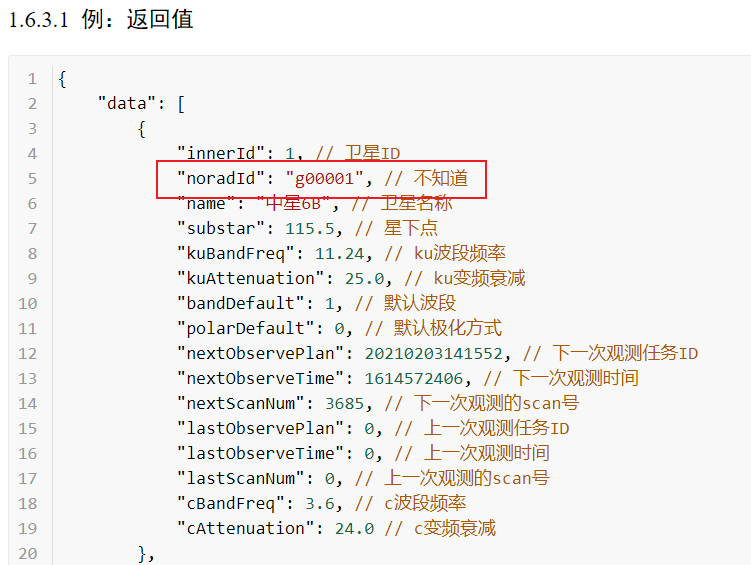 1.6.3.1 例：返回值
1 {
2 "data": [
3 {
4 "innerId": 1, // 卫星ID
5 "noradId": "g00001", // 不知道
6 "name": "中星6B", // 卫星名称
7 "substar": 115.5, // 星下点
8 "kuBandFreq": 11.24, // ku波段频率
9 "kuAttenuation": 25.0, // ku变频衰减
10 "bandDefault": 1, // 默认波段
11 "polarDefault": 0, // 默认极化方式
12 "nextObservePlan": 20210203141552, // 下一次观测任务ID
13 "nextObserveTime": 1614572406, // 下一次观测时间
14 "nextScanNum": 3685, // 下一次观测的scan号
15 "lastObservePlan": 0, // 上一次观测任务ID
16 "lastObserveTime": 0, // 上一次观测时间
17 "lastScanNum": 0, // 上一次观测的scan号
18 "cBandFreq": 3.6, // c波段频率
19 "cAttenuation": 24.0 // c变频衰减
20 },